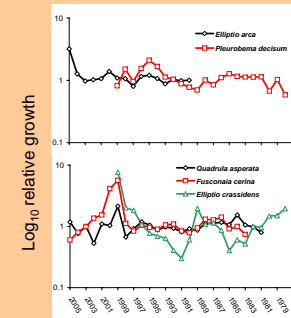 Log10 relative growth
10
1
0.1
Elliptio arca
Pleurobema decisum
10
1
0.1
Quadrula asperata
Fusconaia cerina
Elliptio crassidens
2005 2003 2001 1999 1997 1995 1993 1991 1989 1987 1985 1983 1981 1979